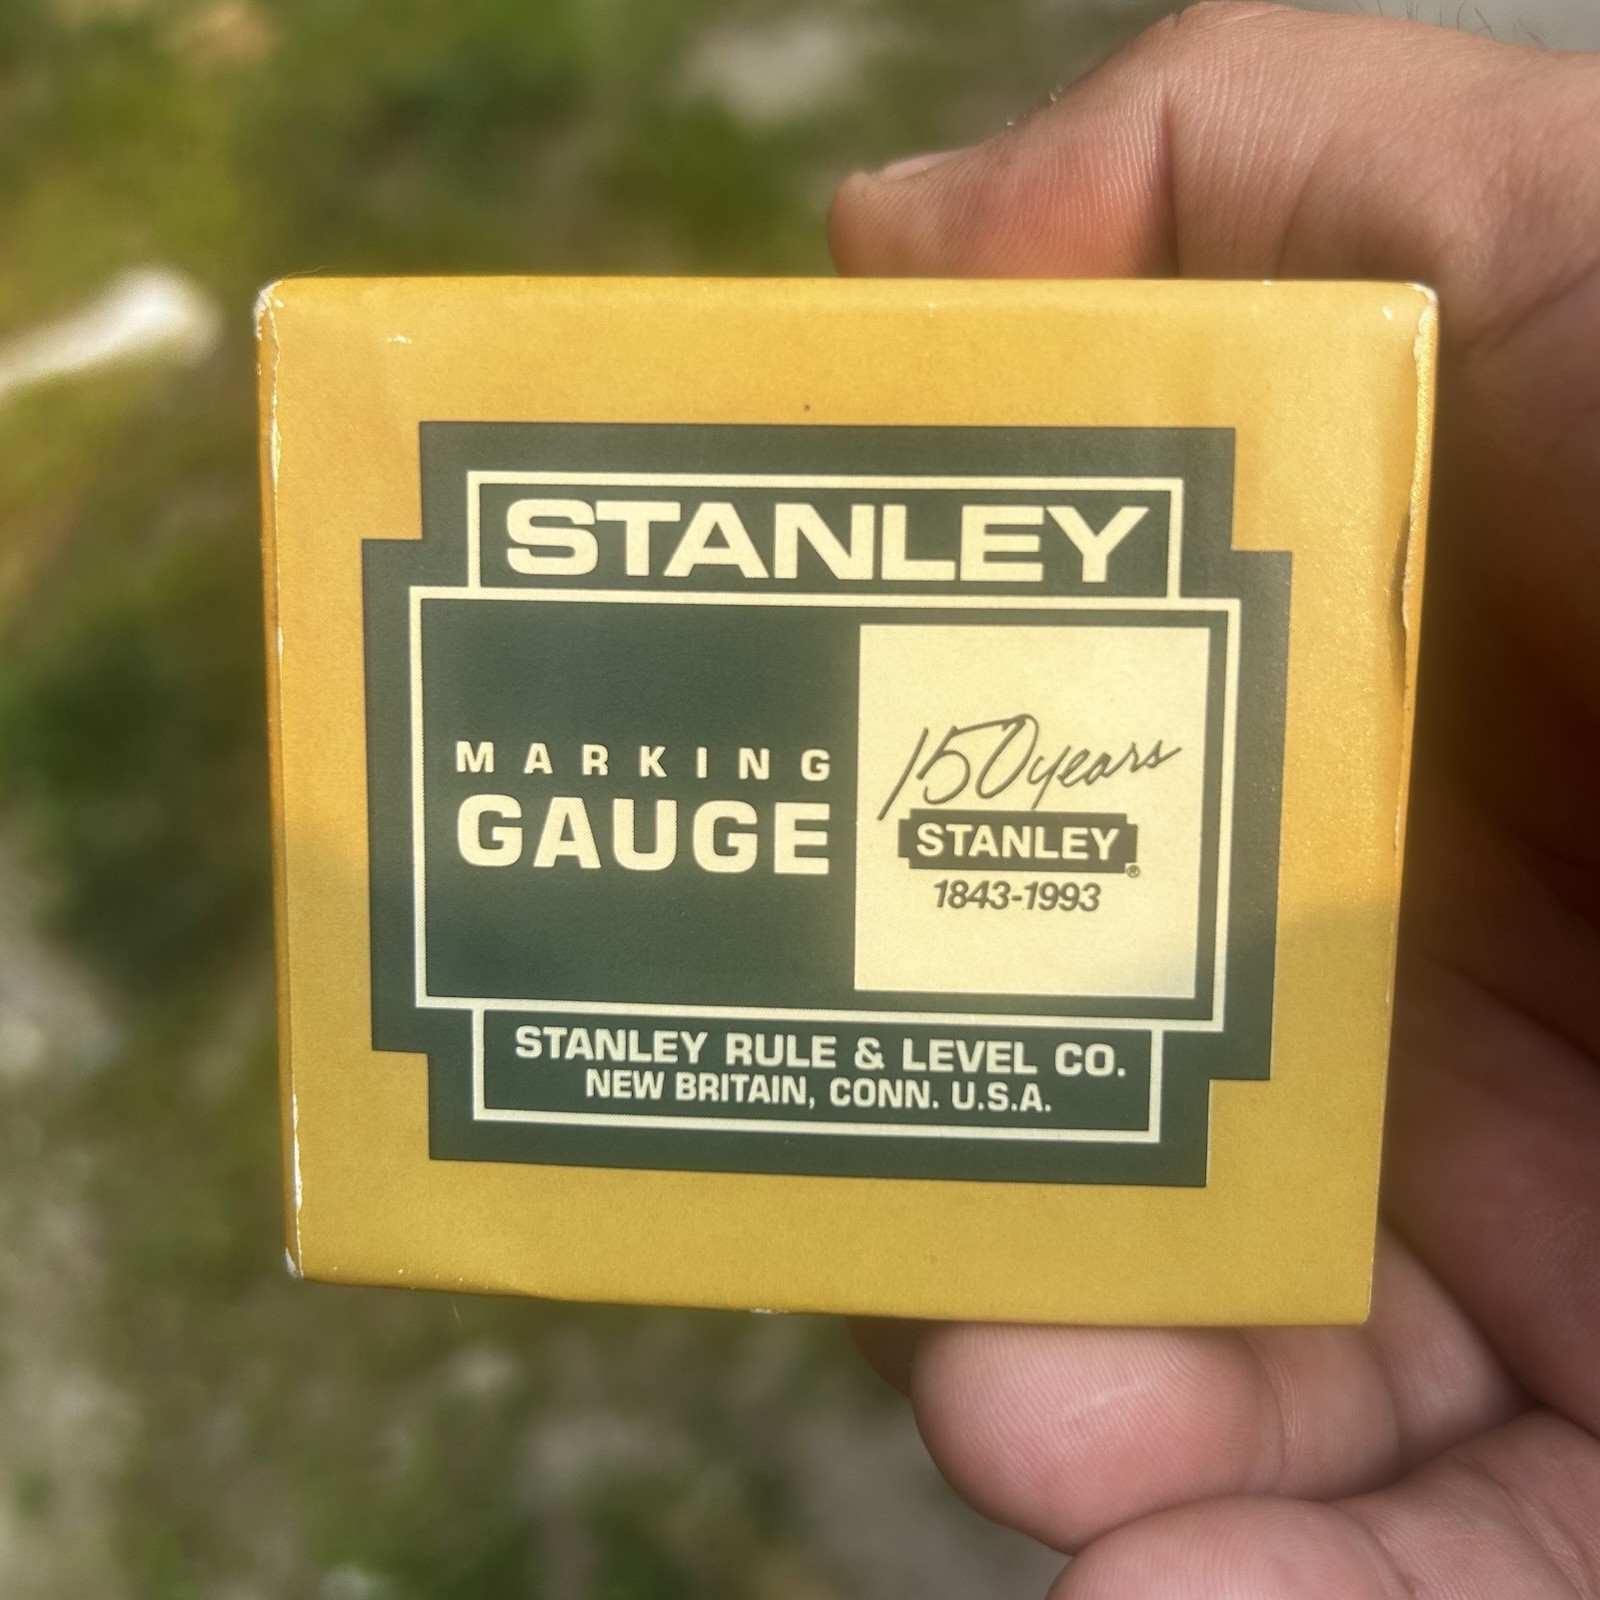 STANLEY
MARKING
GAUGE
150 years
STANLEY®
1843-1993
STANLEY RULE & LEVEL CO.
NEW BRITAIN, CONN. U.S.A.